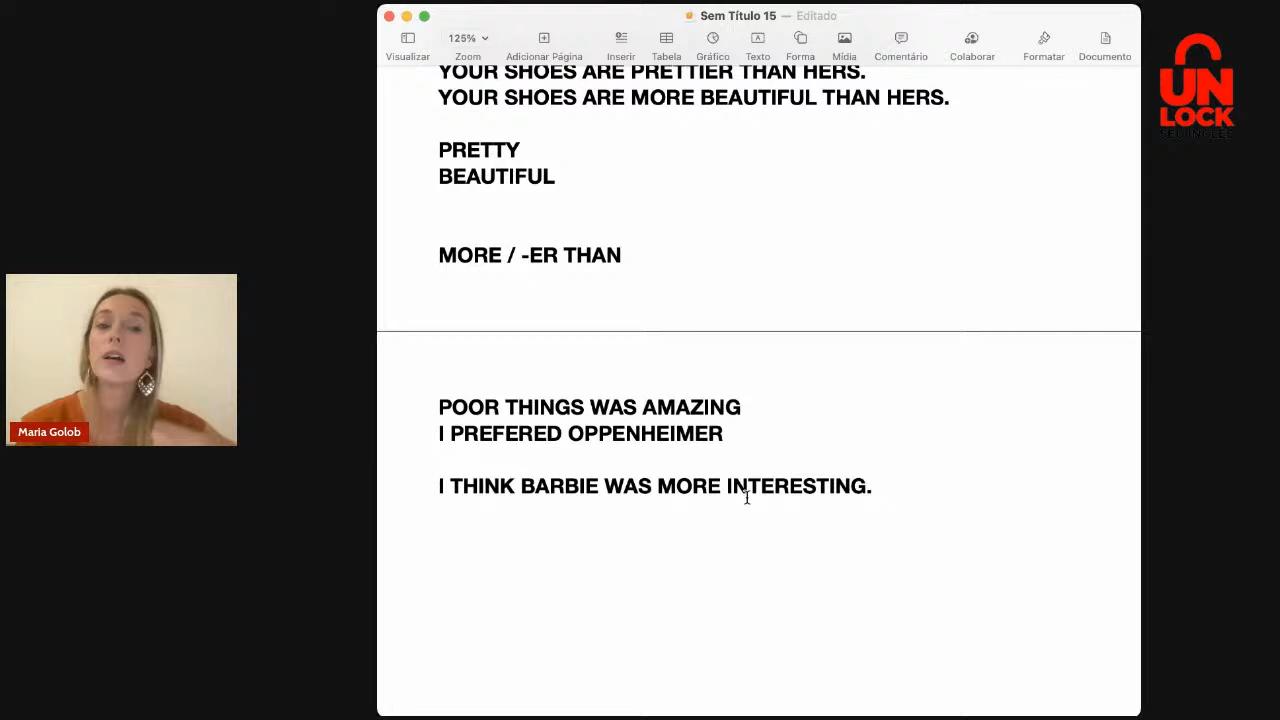 Sem Título 15 — Editado
125%
Visualizar Zoom Adicionar Página Inserir Tabela Gráfico Texto Forma Mídia Comentário Colaborar Formatar Documento
YOUR SHOES ARE PRETTIER THAN HERS.
YOUR SHOES ARE MORE BEAUTIFUL THAN HERS.
PRETTY
BEAUTIFUL
MORE / -ER THAN
POOR THINGS WAS AMAZING
I PREFERED OPPENHEIMER
I THINK BARBIE WAS MORE INTERESTING.
Maria Golob
UN
LOCK
SEU INGLÊS